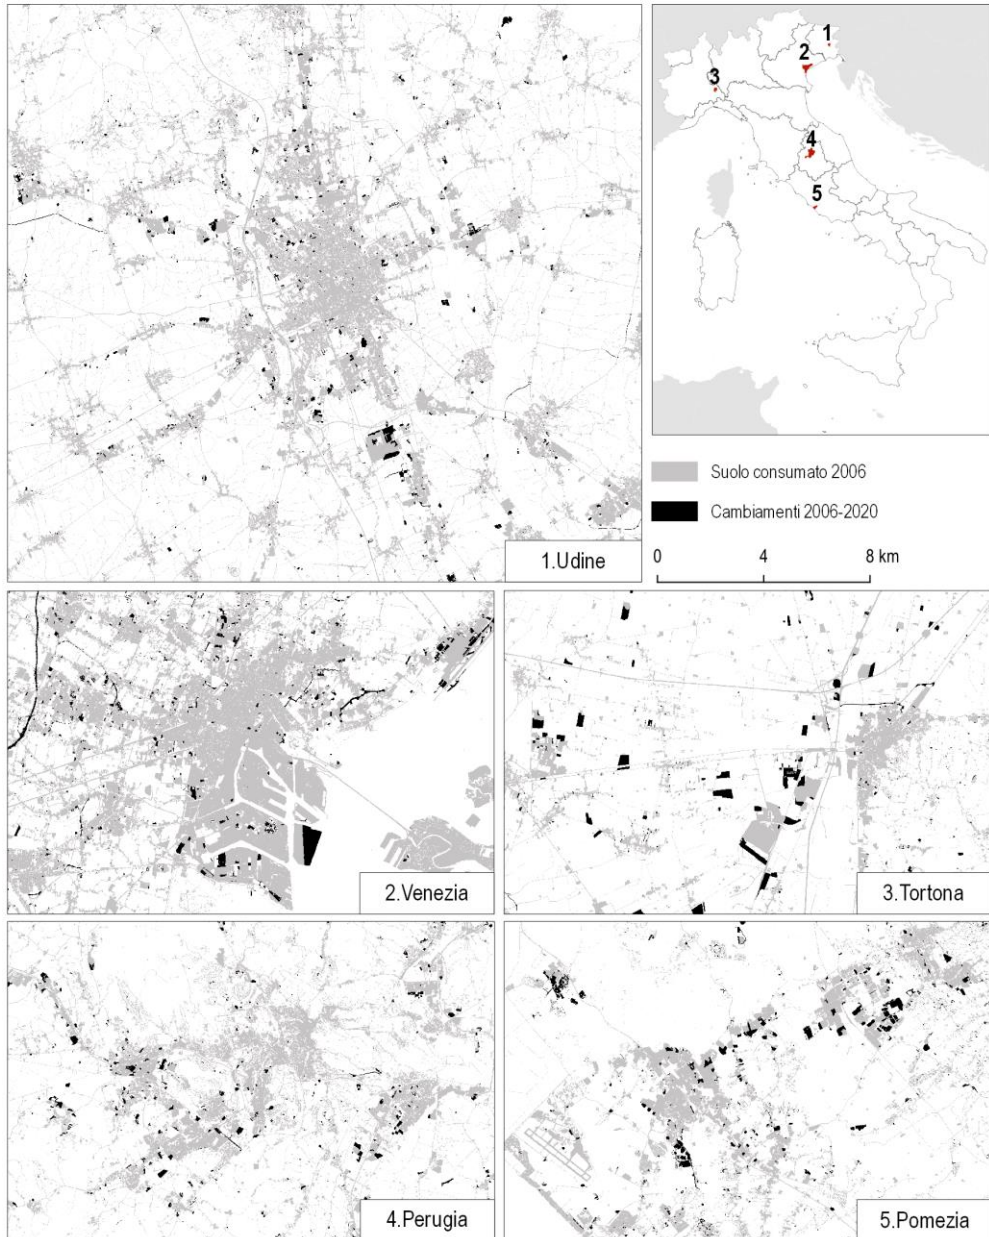 1
2
3
4
5
Suolo consumato 2006
Cambiamenti 2006-2020
0 4 8 km
1.Udine
2.Venezia
3.Tortona
4.Perugia
5.Pomezia